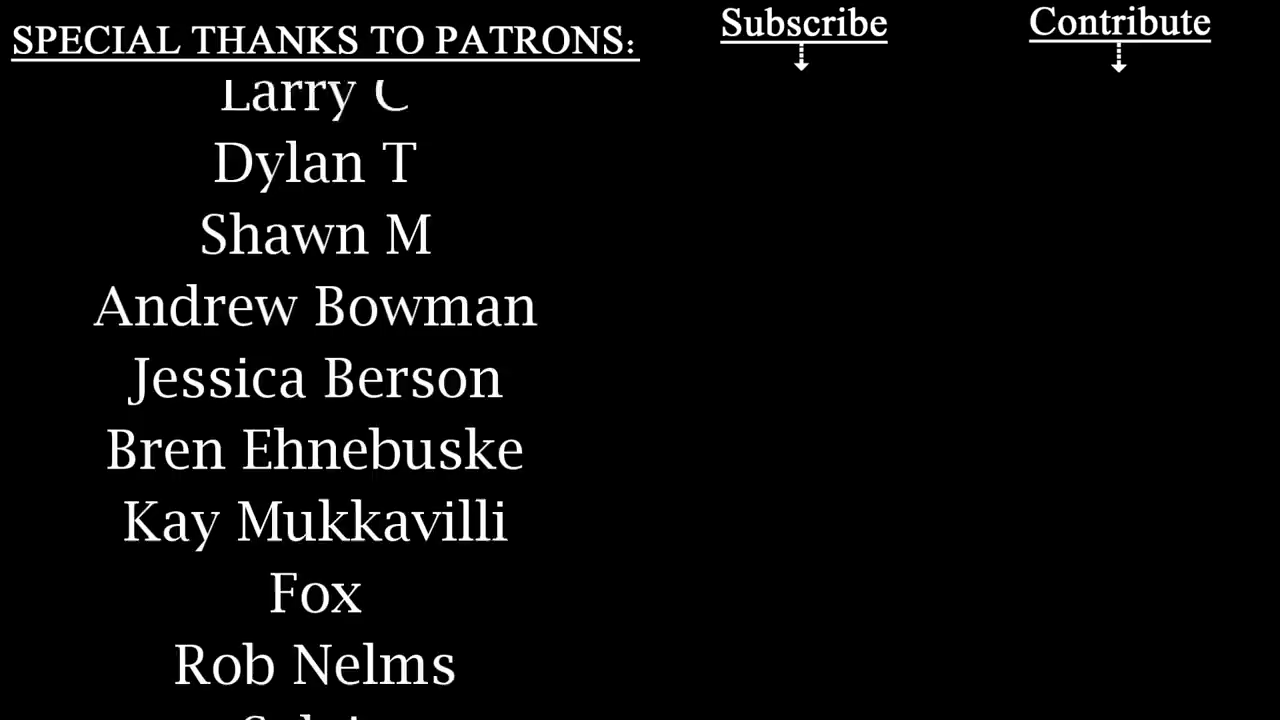 SPECIAL THANKS TO PATRONS:
Subscribe
Contribute
Larry C
Dylan T
Shawn M
Andrew Bowman
Jessica Berson
Bren Ehnebuske
Kay Mukkavilli
Fox
Rob Nelms